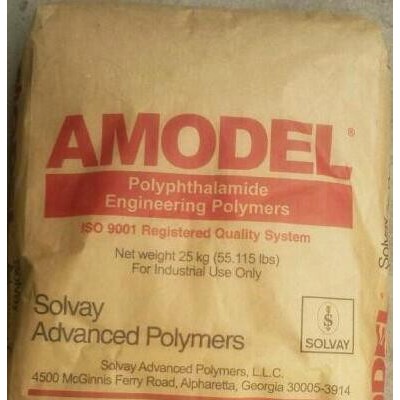 AMODEL®
Polyphthalamide
Engineering Polymers
ISO 9001 Registered Quality System
Net weight 25 kg (55.115 lbs)
For Industrial Use Only
Solvay
Advanced Polymers
SOLVAY
Solvay Advanced Polymers, L.L.C.
4500 McGinnis Ferry Road, Alpharetta, Georgia 30005-3914